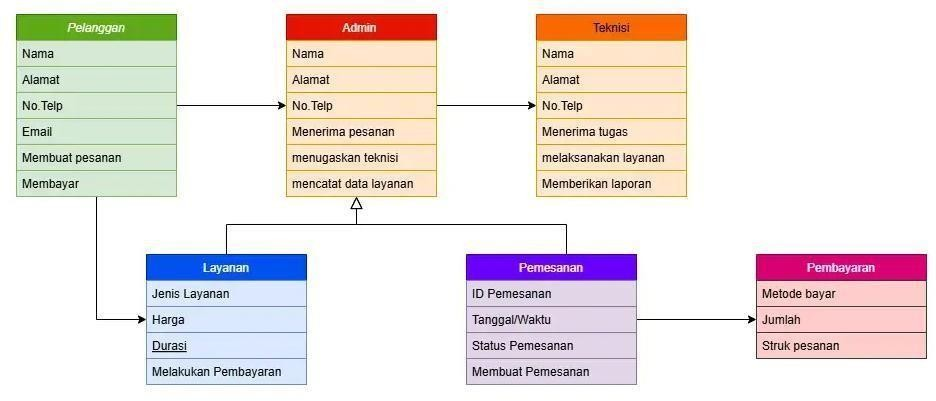 Pelanggan
Nama
Alamat
No.Telp
Email
Membuat pesanan
Membayar
Admin
Nama
Alamat
No.Telp
Menerima pesanan
menugaskan teknisi
mencatat data layanan
Teknisi
Nama
Alamat
No.Telp
Menerima tugas
melaksanakan layanan
Memberikan laporan
Layanan
Jenis Layanan
Harga
Durasi
Melakukan Pembayaran
Pemesanan
ID Pemesanan
Tanggal/Waktu
Status Pemesanan
Membuat Pemesanan
Pembayaran
Metode bayar
Jumlah
Struk pesanan